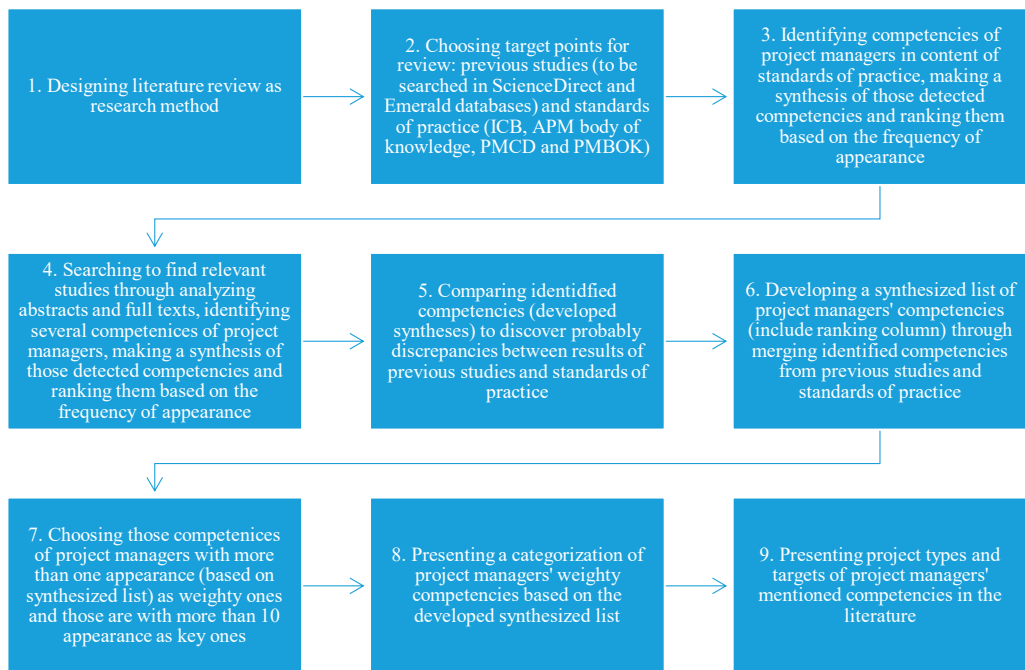 1. Designing literature review as
research method
2. Choosing target points for
review: previous studies (to be
searched in ScienceDirect and
Emerald databases) and standards
of practice (ICB, APM body of
knowledge, PMCD and PMBOK)
3. Identifying competencies of
project managers in content of
standards of practice, making a
synthesis of those detected
competencies and ranking them
based on the frequency of
appearance
4. Searching to find relevant
studies through analyzing
abstracts and full texts, identifying
several competenices of project
managers, making a synthesis of
those detected competencies and
ranking them based on the
frequency of appearance
5. Comparing identidfied
competencies (developed
syntheses) to discover probably
discrepancies between results of
previous studies and standards of
practice
6. Developing a synthesized list of
project managers' competencies
(include ranking column) through
merging identified competencies
from previous studies and
standards of practice
7. Choosing those competenices
of project managers with more
than one appearance (based on
synthesized list) as weighty ones
and those are with more than 10
appearance as key ones
8. Presenting a categorization of
project managers' weighty
competencies based on the
developed synthesized list
9. Presenting project types and
targets of project managers'
mentioned competencies in the
literature